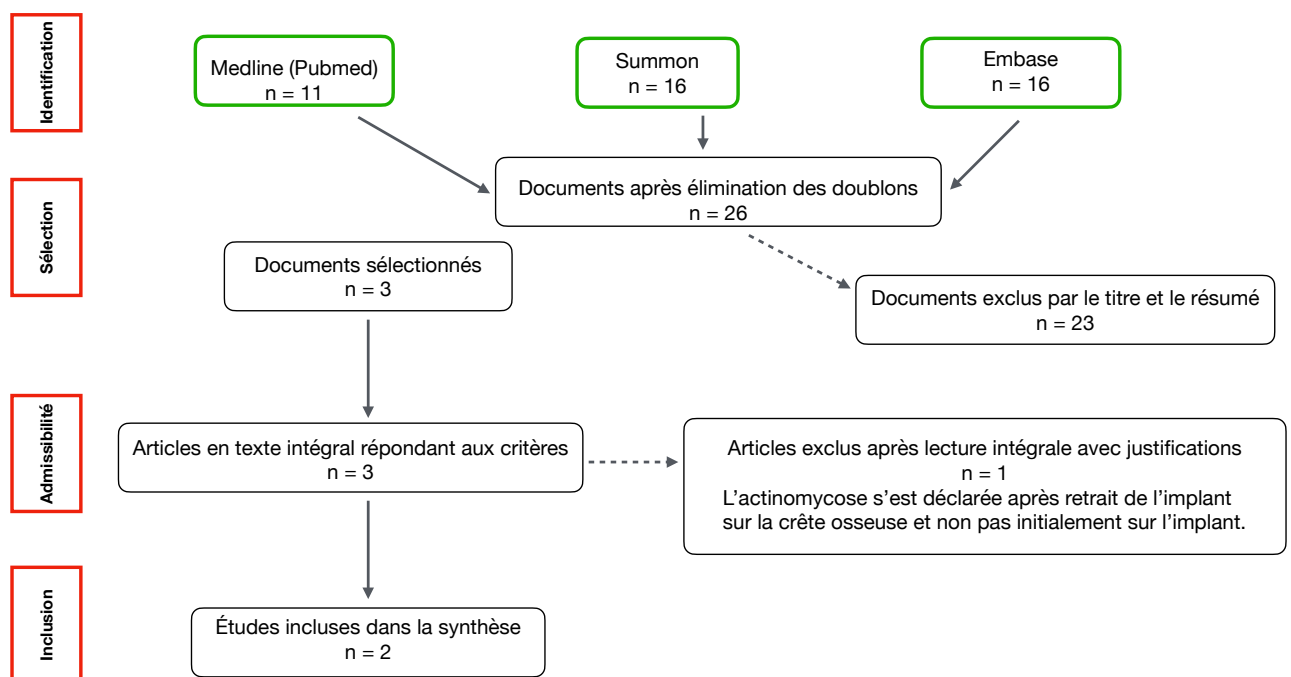 Identification
Medline (Pubmed)
n = 11
Summon
n = 16
Embase
n = 16
Sélection
Documents après élimination des doublons
n = 26
Documents sélectionnés
n = 3
Documents exclus par le titre et le résumé
n = 23
Admissibilité
Articles en texte intégral répondant aux critères
n = 3
Articles exclus après lecture intégrale avec justifications
n = 1
L’actinomycose s’est déclarée après retrait de l’implant
sur la crête osseuse et non pas initialement sur l’implant.
Inclusion
Études incluses dans la synthèse
n = 2